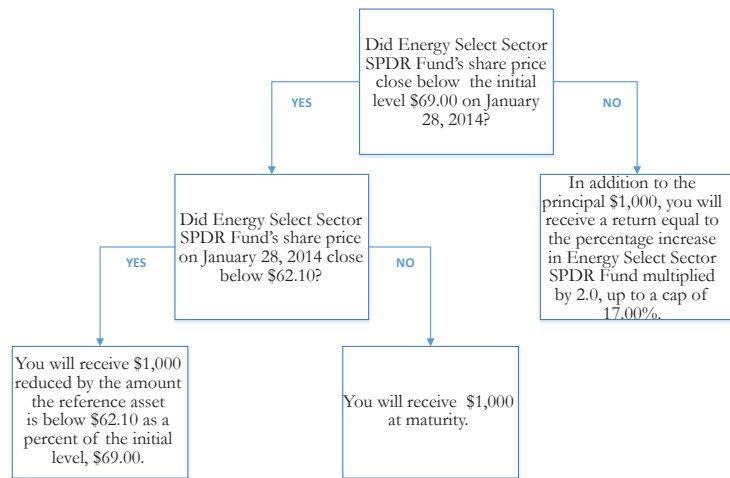 Did Energy Select Sector
SPDR Fund's share price
close below the initial
level $69.00 on January
28, 2014?
YES
NO
Did Energy Select Sector
SPDR Fund's share price
on January 28, 2014 close
below $62.10?
In addition to the
principal $1,000, you will
receive a return equal to
the percentage increase
in Energy Select Sector
SPDR Fund multiplied
by 2.0, up to a cap of
17.00%.
YES
NO
You will receive $1,000
reduced by the amount
the reference asset
is below $62.10 as a
percent of the initial
level, $69.00.
You will receive $1,000
at maturity.